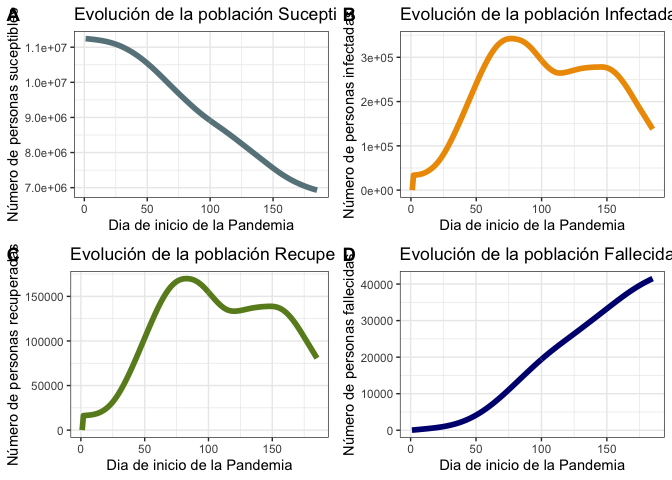 A
Evolución de la población Sucepti
Número de personas suceptible
1.1e+07
1.0e+07
9.0e+06
8.0e+06
7.0e+06
0 50 100 150
Dia de inicio de la Pandemia
B
Evolución de la población Infectada
Número de personas infectadas
3e+05
2e+05
1e+05
0e+00
0 50 100 150
Dia de inicio de la Pandemia
C
Evolución de la población Recupe
Número de personas recuperadas
150000
100000
50000
0
0 50 100 150
Dia de inicio de la Pandemia
D
Evolución de la población Fallecida
Número de personas fallecidas
40000
30000
20000
10000
0
0 50 100 150
Dia de inicio de la Pandemia